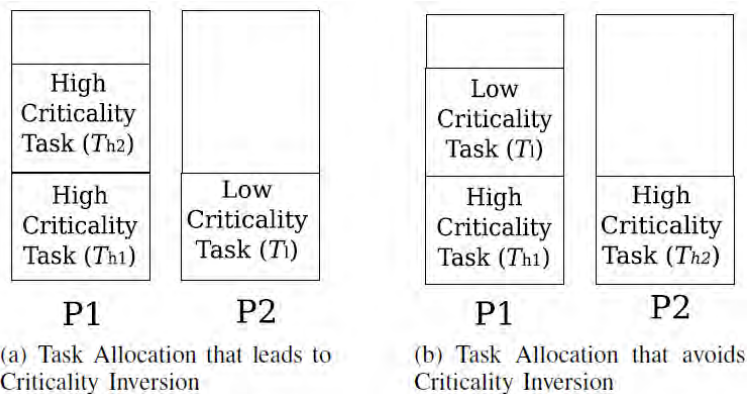 High
Criticality
Task (Th2)
High
Criticality
Task (Th1)
Low
Criticality
Task (Tl)
P1
P2
(a) Task Allocation that leads to
Criticality Inversion
Low
Criticality
Task (Tl)
High
Criticality
Task (Th1)
High
Criticality
Task (Th2)
P1
P2
(b) Task Allocation that avoids
Criticality Inversion